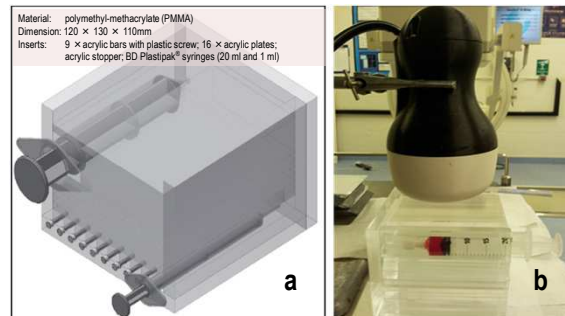 Material: polymethyl-methacrylate (PMMA)
Dimension: 120 × 130 × 110mm
Inserts: 9 × acrylic bars with plastic screw; 16 × acrylic plates;
acrylic stopper; BD Plastipak® syringes (20 ml and 1 ml)
a
b